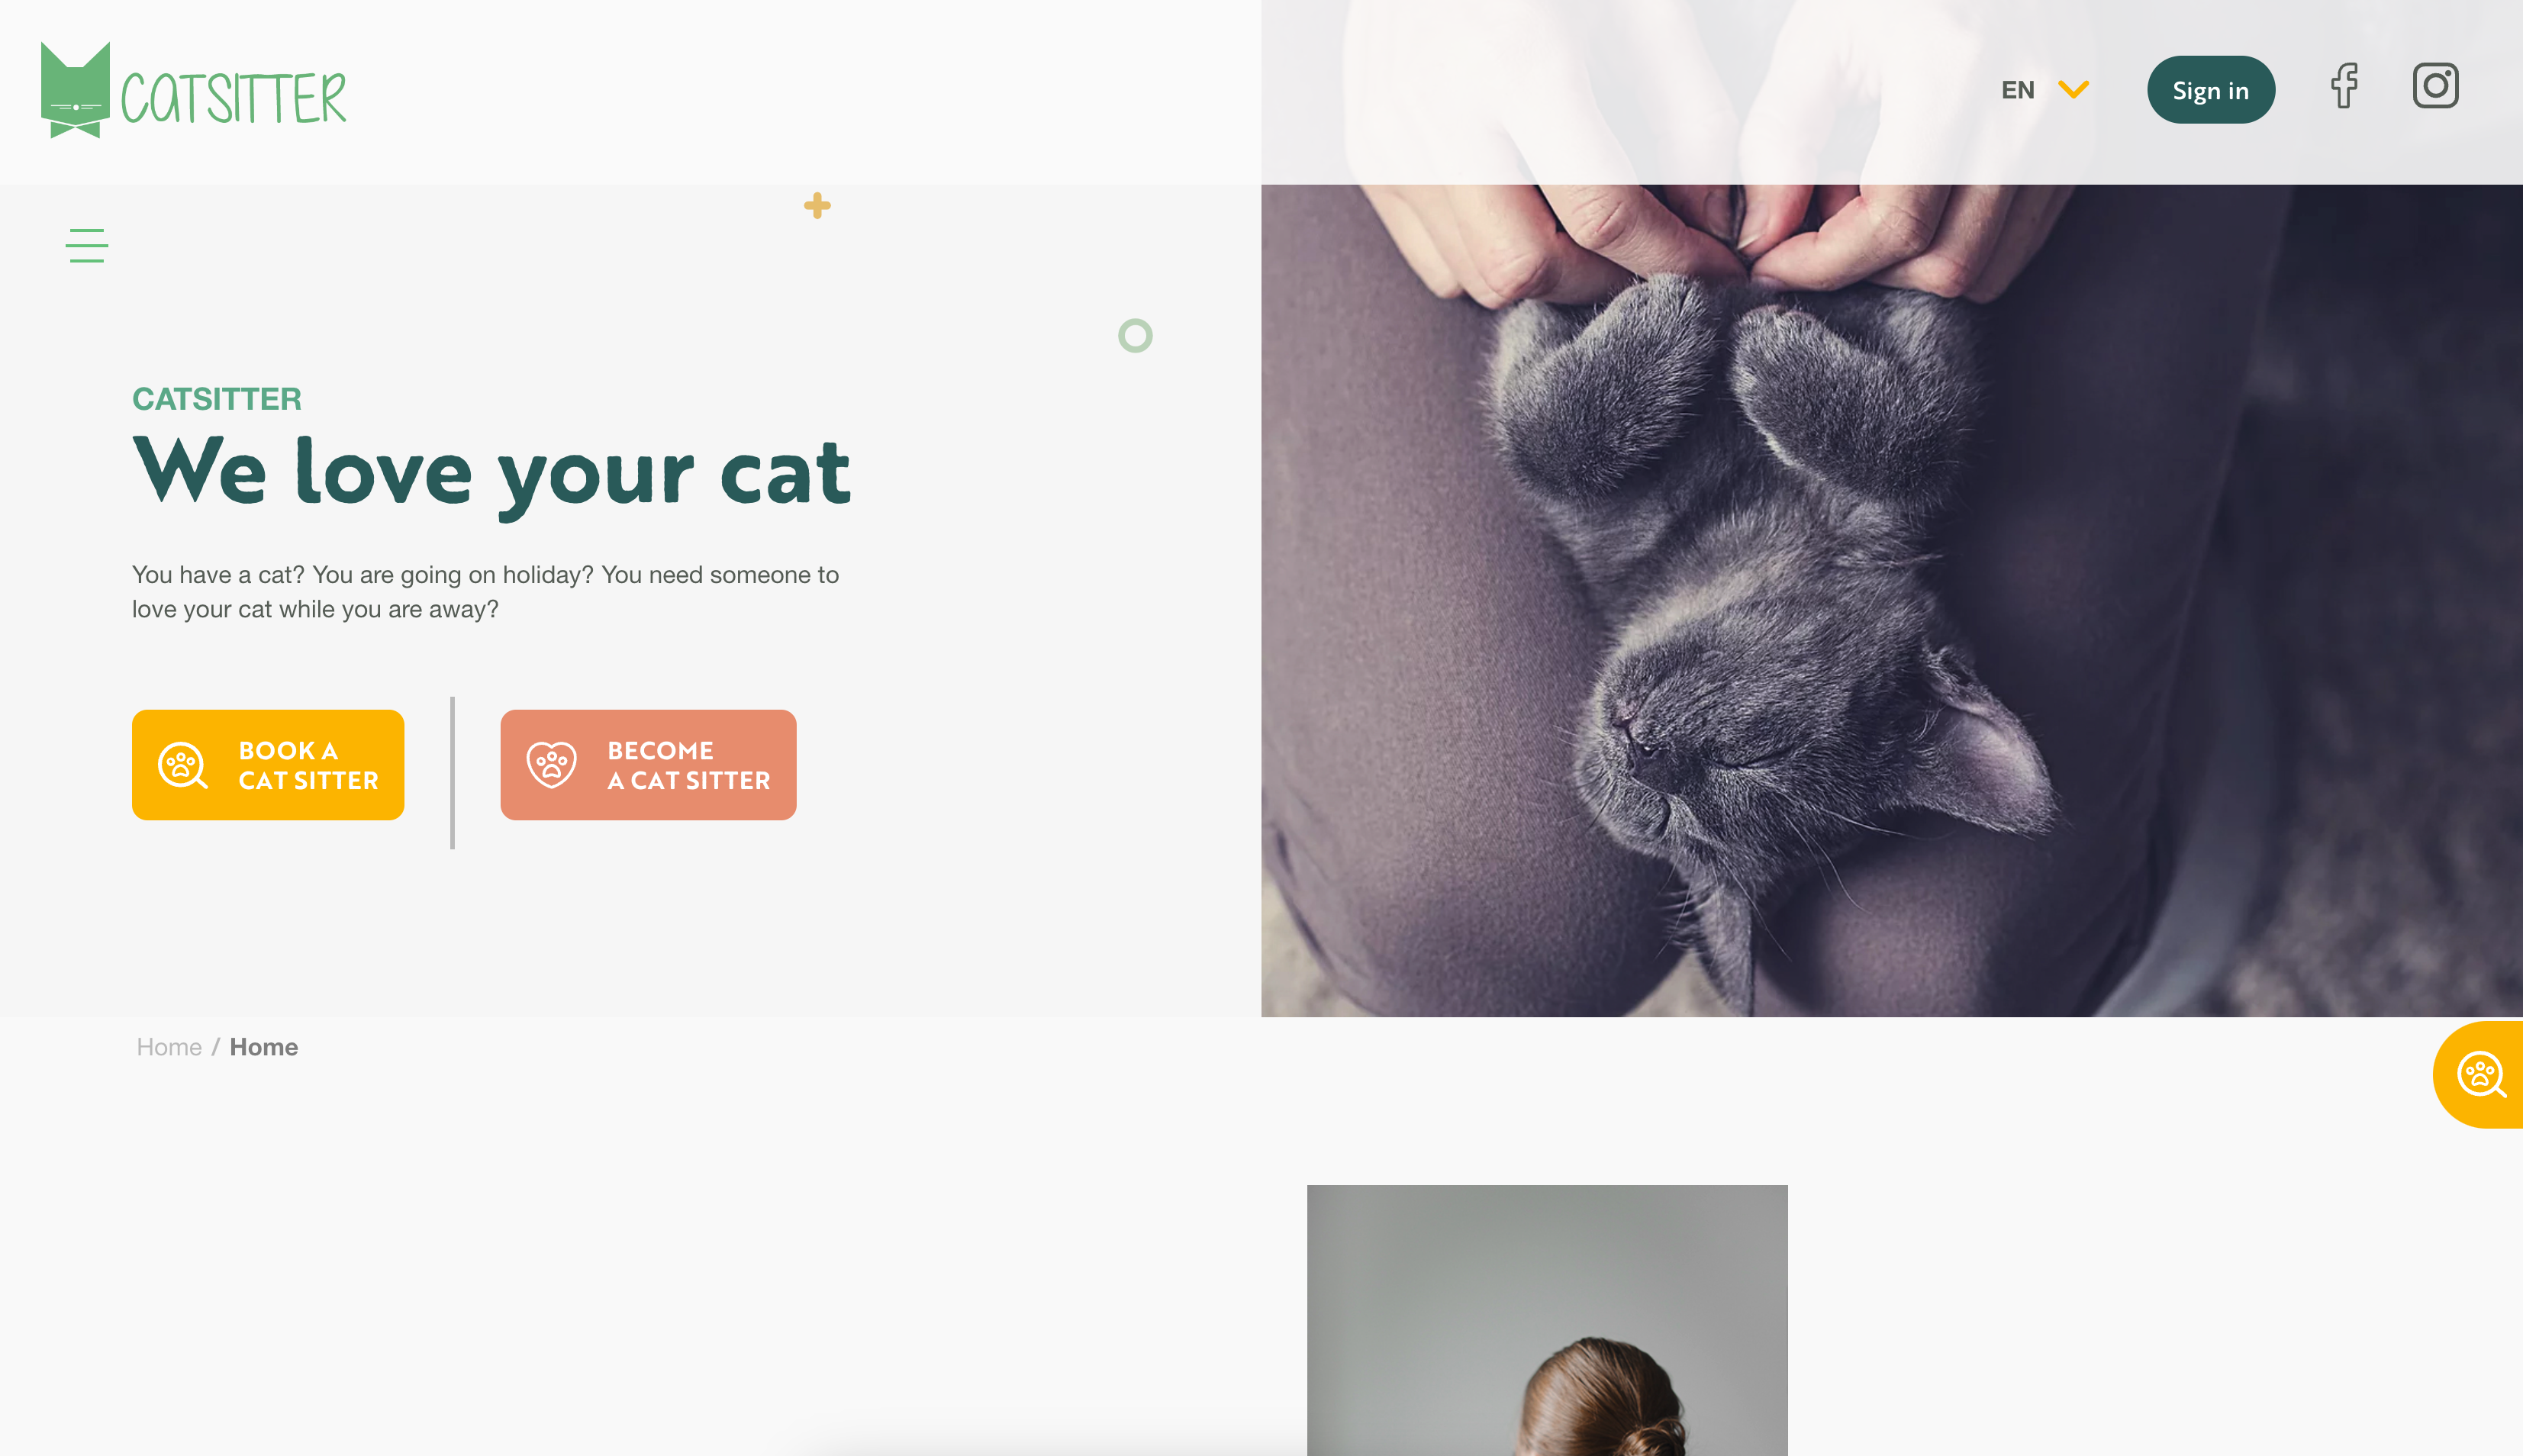 CATSITTER
EN
Sign in
CATSITTER
We love your cat
You have a cat? You are going on holiday? You need someone to
love your cat while you are away?
BOOK A
CAT SITTER
BECOME
A CAT SITTER
Home / Home